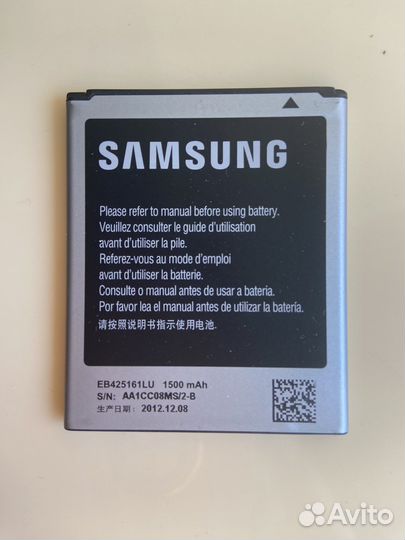 SAMSUNG
Please refer to manual before using battery.
Veuillez consulter le guide d'utilisation
avant d'utiliser la pile.
Referez-vous au mode d'emploi
avant d'utiliser la batterie.
Consulte o manual antes de usar a bateria.
Por favor lea el manual antes de utilizar la batería.
请按照说明书指示使用电池.
EB425161LU 1500 mAh
S/N: AA1CC08MS/2-B
生产日期: 2012.12.08
Avito